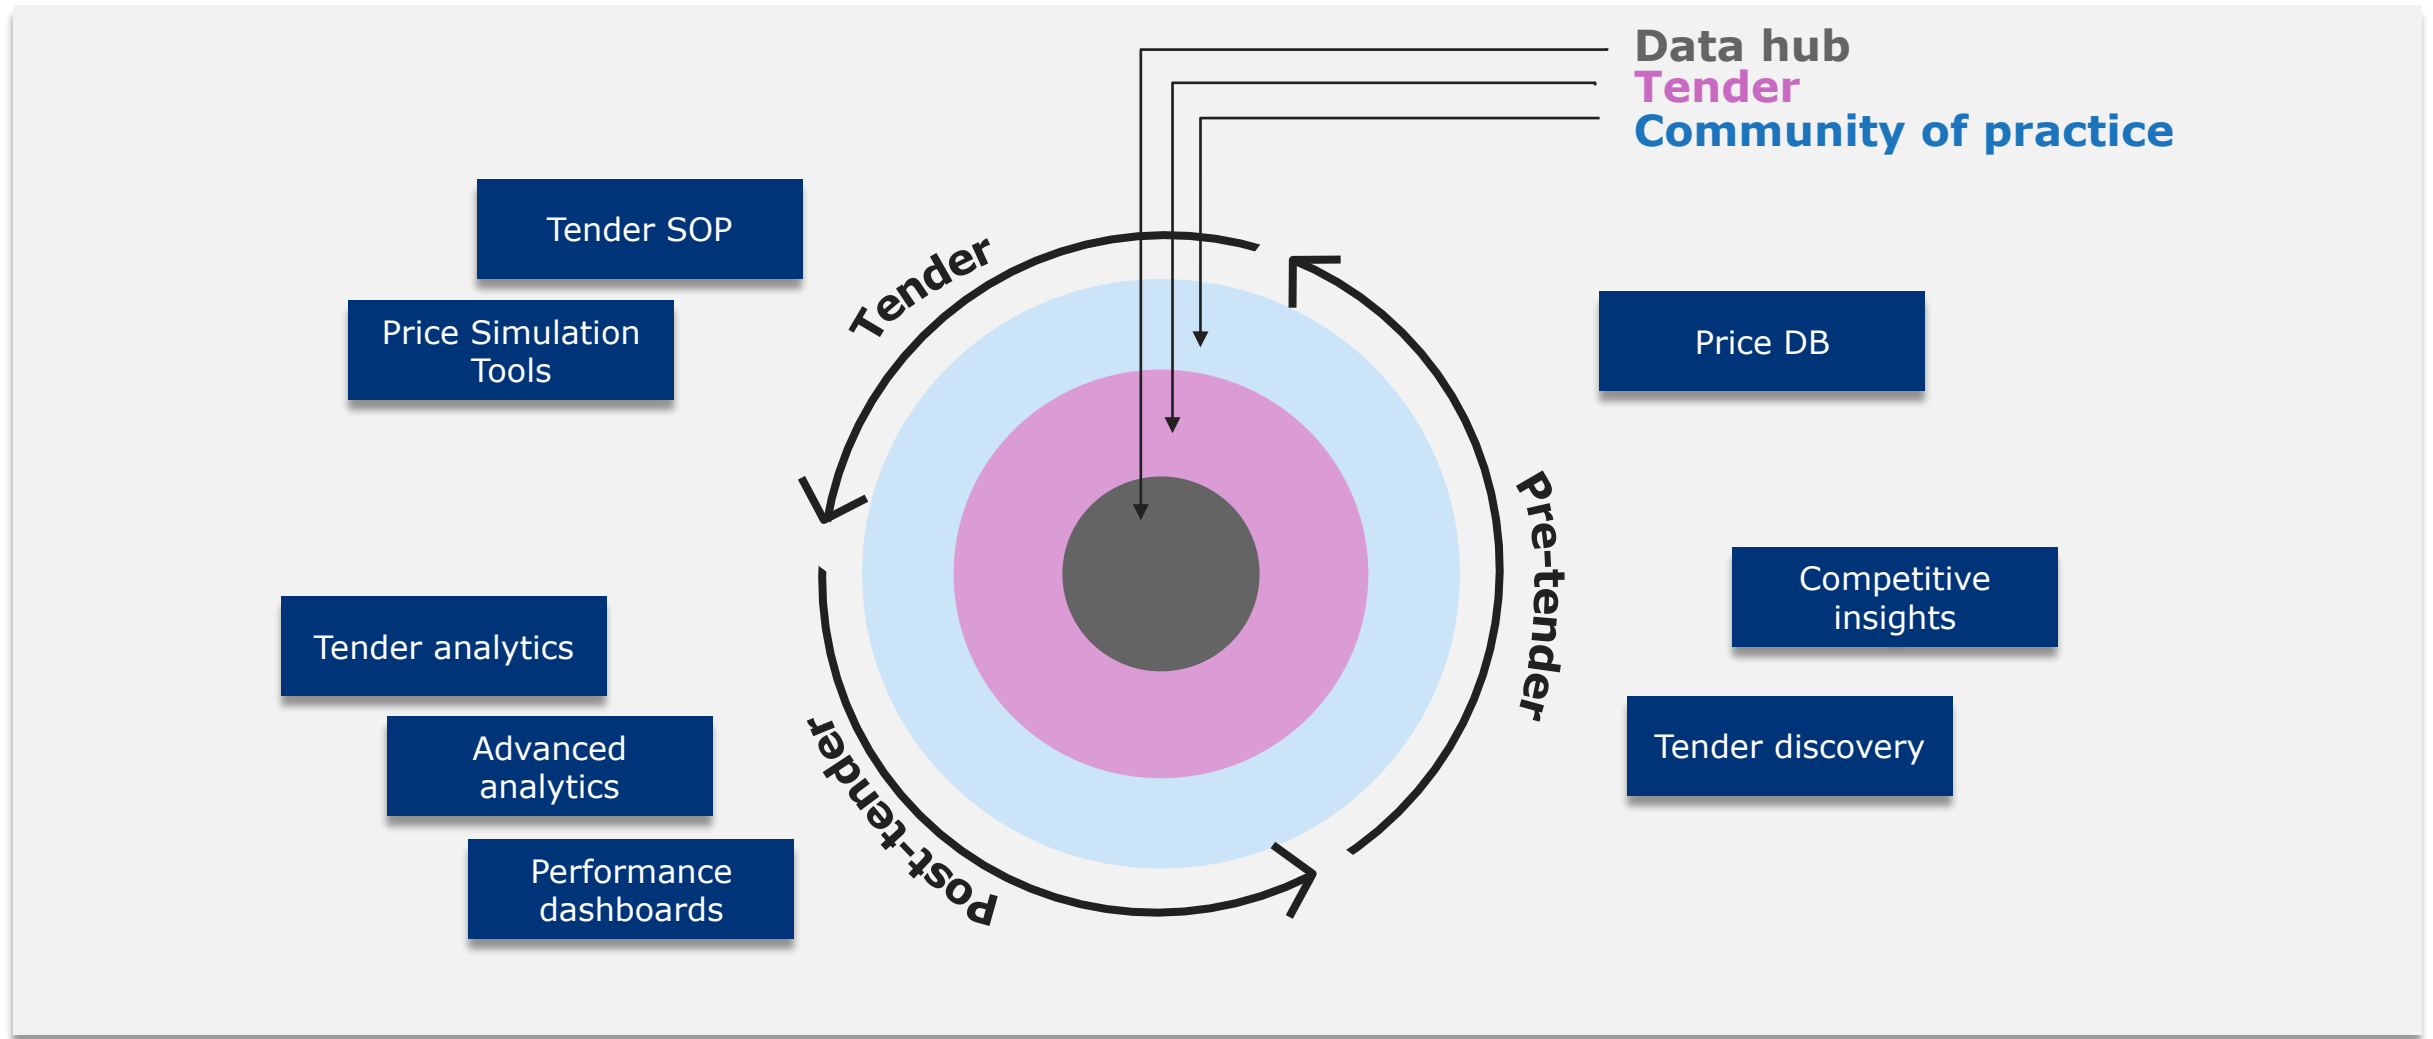 Data hub
Tender
Community of practice
Tender SOP
Price Simulation
Tools
Tender
Price DB
Pre-tender
Competitive
insights
Tender discovery
Tender analytics
Advanced
analytics
Performance
dashboards
Post-tender